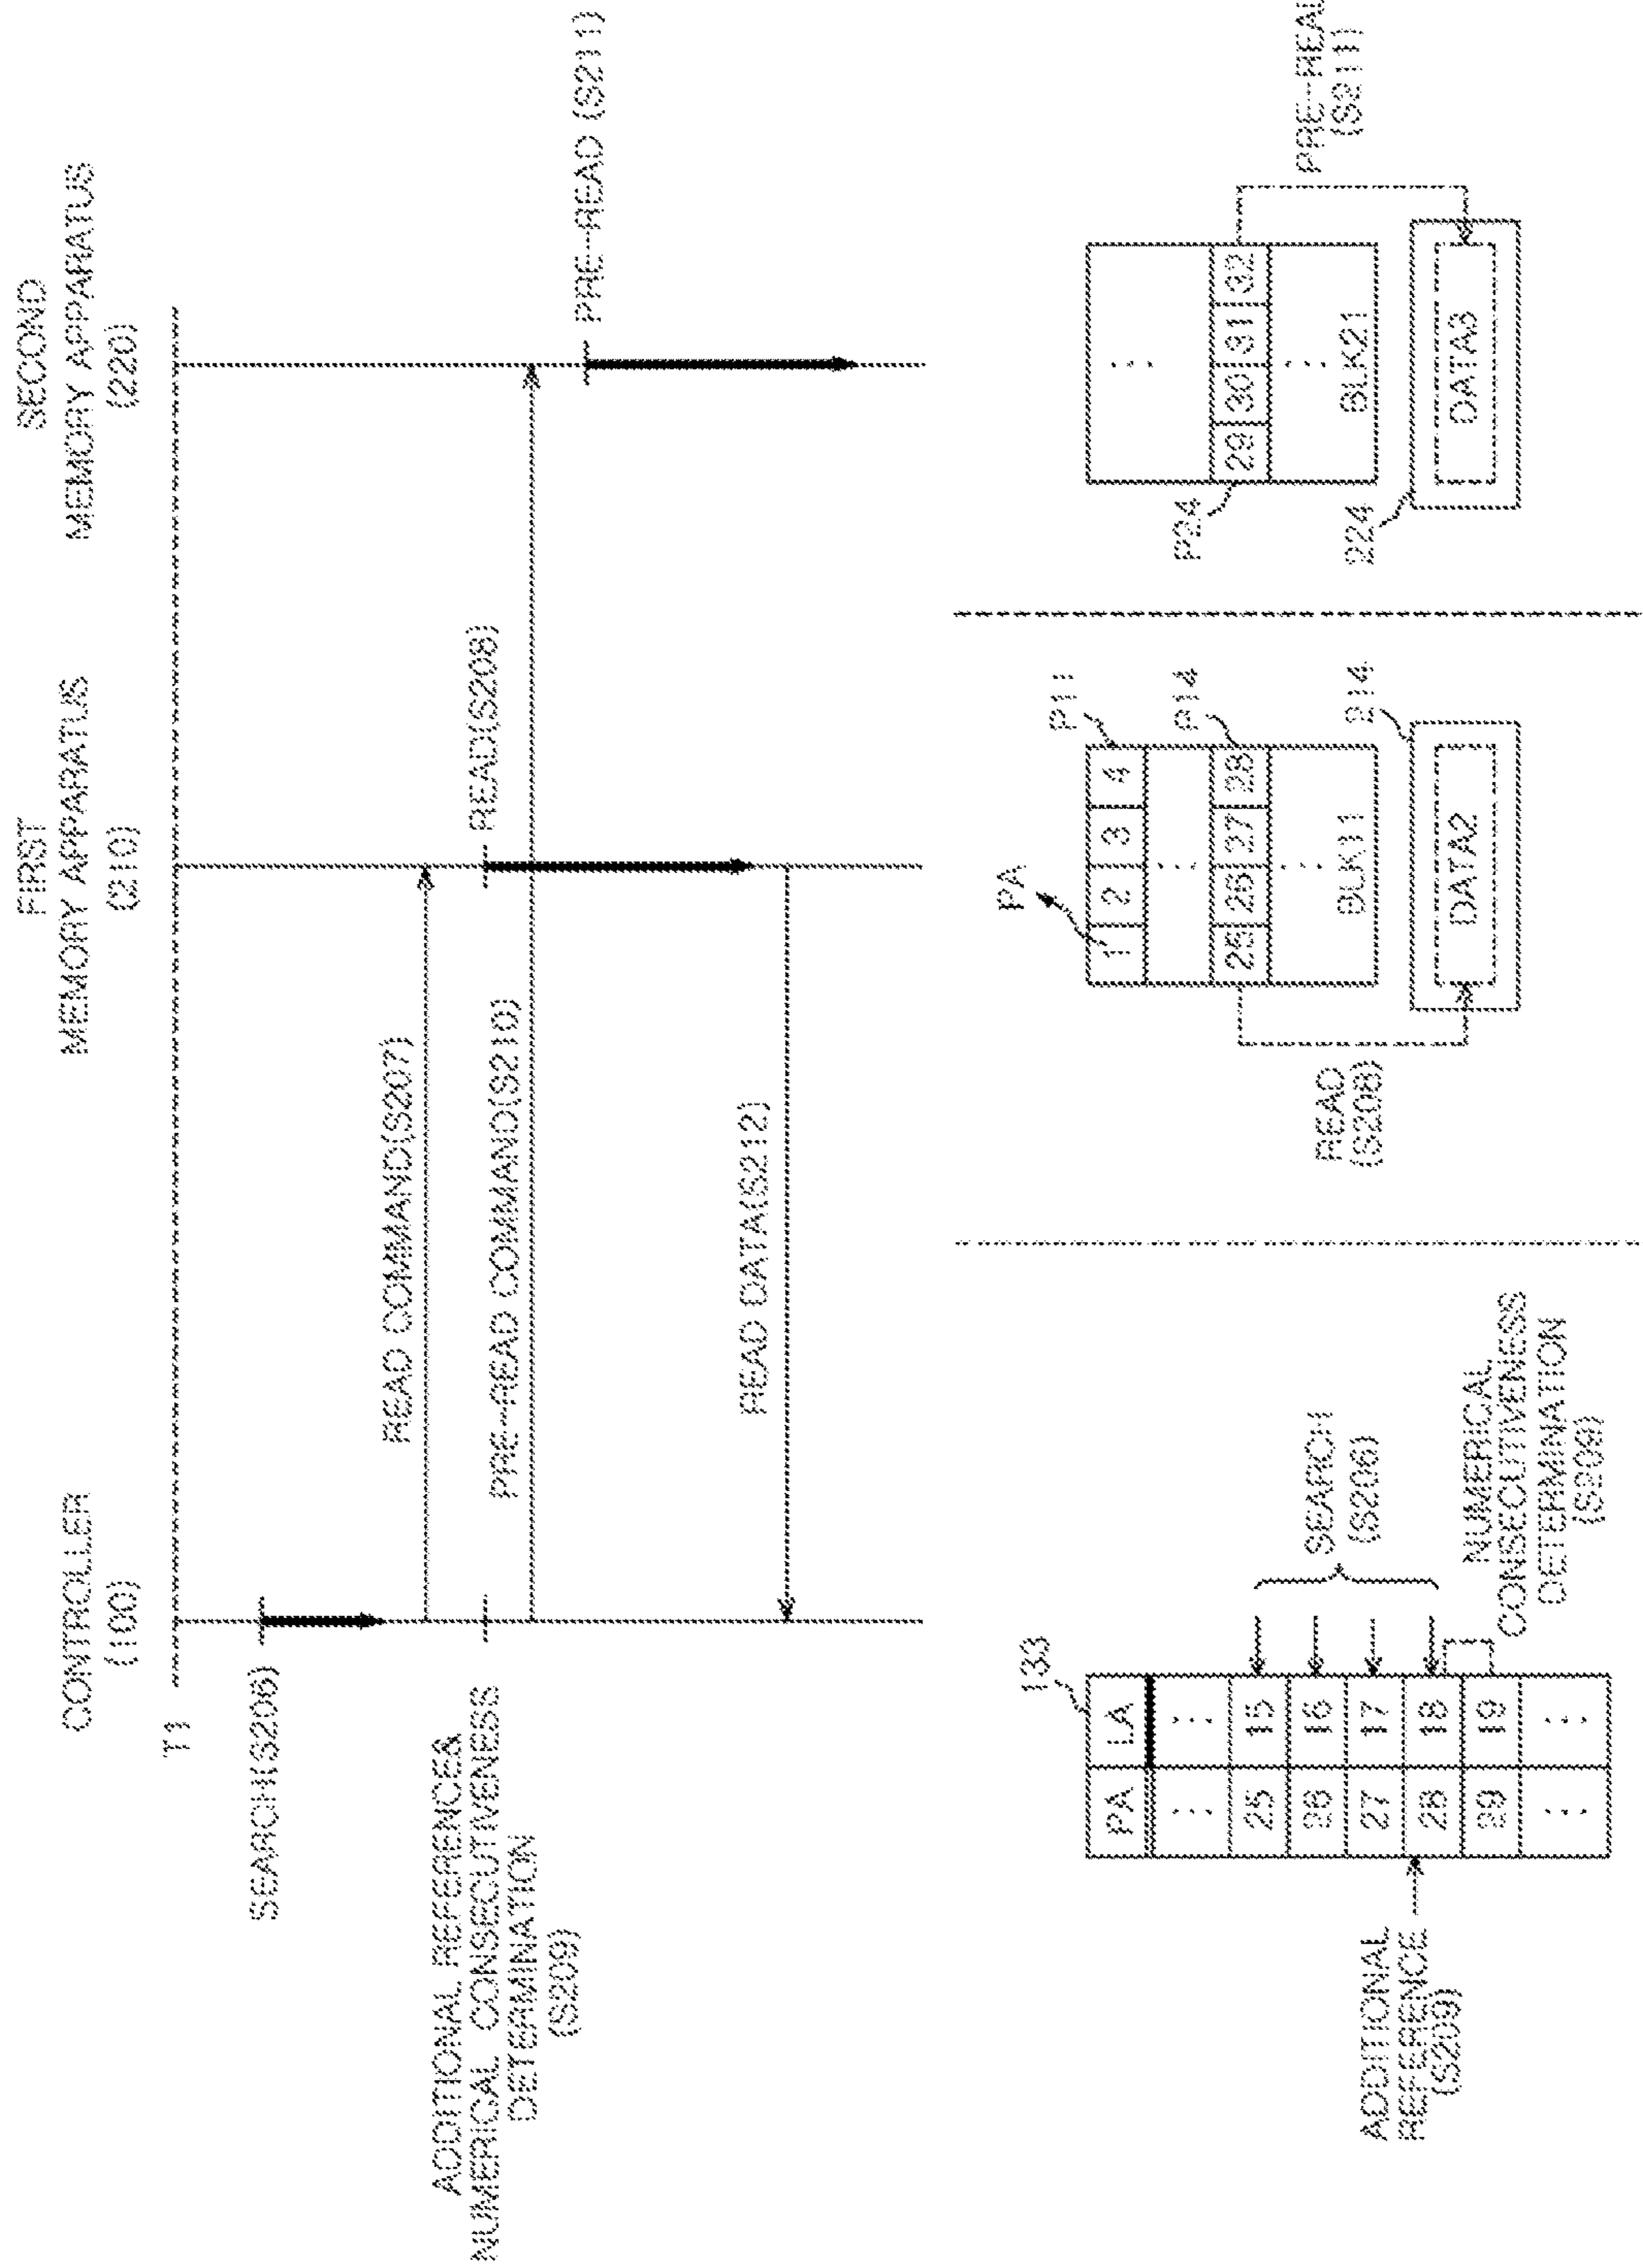 CONTROLLER
(100)
FIRST
MEMORY APPARATUS
(210)
SECOND
MEMORY APPARATUS
(220)
T1
SEARCH(S206)
READ COMMAND(S207)
ADDITIONAL REFERENCE&
NUMERICAL CONSECUTIVENESS
DETERMINATION
(S209)
READ(S208)
PRE-READ COMMAND(S210)
PRE-READ (S211)
READ DATA(S212)
133
PA LA
⋮ ⋮
25 15
26 16
27 17
28 18
29 19
⋮ ⋮
ADDITIONAL
REFERENCE
(S209)
SEARCH
(S206)
NUMERICAL
CONSECUTIVENESS
DETERMINATION
(S209)
PA
1 2 3 4
P11
⋮
25 26 27 28
P14
⋮
BLK11
214
DATA2
READ
(S208)
⋮
P24
29 30 31 32
⋮
BLK21
224
DATA3
PRE-READ
(S211)